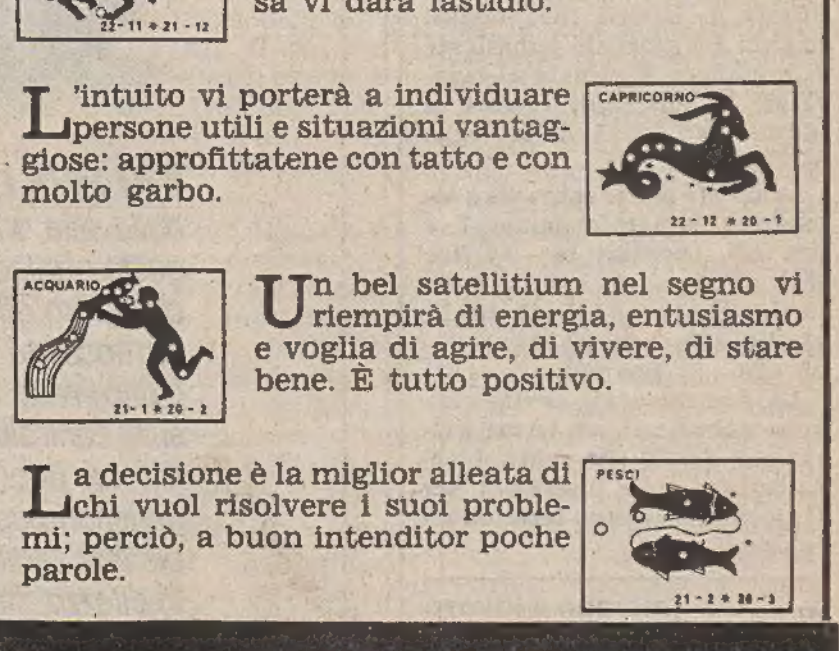 sa vi darà fastidio.
22-11 * 21-12
L'intuito vi porterà a individuare
persone utili e situazioni vantag-
giose: approfittatene con tatto e con
molto garbo.
CAPRICORNO
22-12 * 20-1
ACQUARIO
21-1 * 20-2
Un bel satellitium nel segno vi
riempirà di energia, entusiasmo
e voglia di agire, di vivere, di stare
bene. È tutto positivo.
La decisione è la miglior alleata di
chi vuol risolvere i suoi proble-
mi; perciò, a buon intenditor poche
parole.
PESCI
21-2 * 20-3